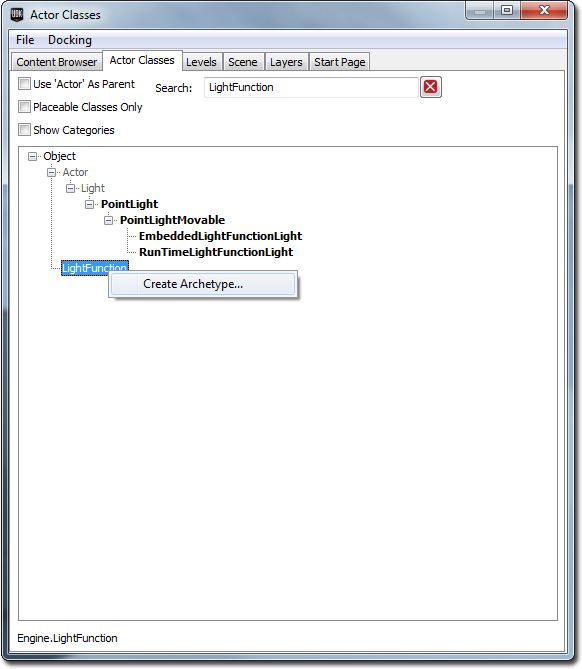 UDK Actor Classes
File Docking
Content Browser Actor Classes Levels Scene Layers Start Page
Use 'Actor' As Parent Search: LightFunction
Placeable Classes Only
Show Categories
Object
Actor
Light
PointLight
PointLightMovable
EmbeddedLightFunctionLight
RunTimeLightFunctionLight
LightFunction
Create Archetype...
Engine.LightFunction